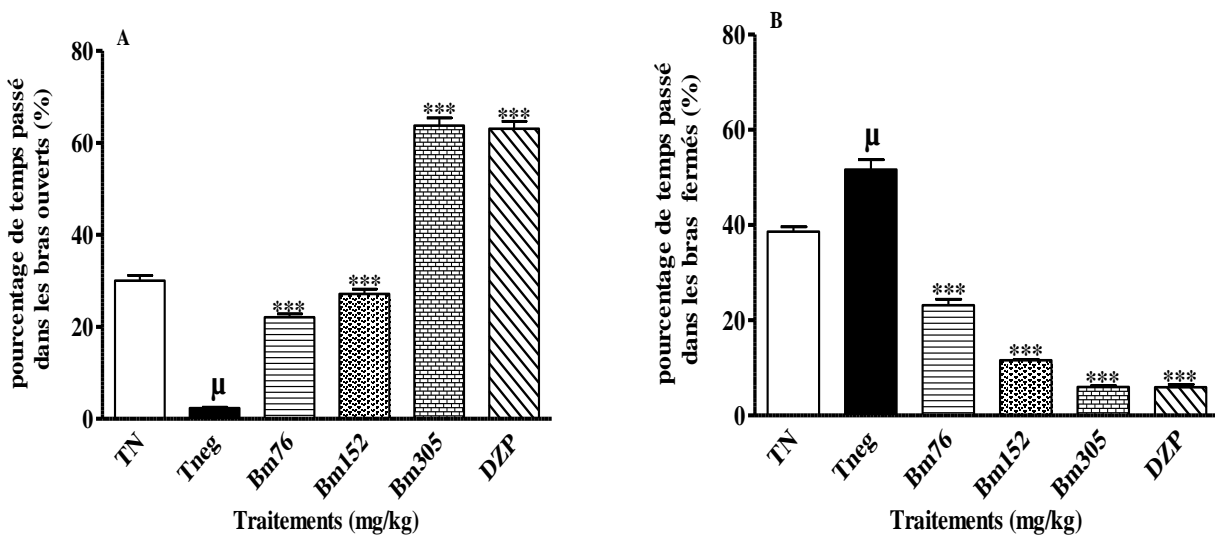 A
pourcentage de temps passé
dans les bras ouverts (%)
80
60
40
20
0
μ
***
***
***
***
TN
Tneg
Bm76
Bm152
Bm305
DZP
Traitements (mg/kg)
B
pourcentage de temps passé
dans les bras fermés (%)
80
60
40
20
0
μ
***
***
***
***
TN
Tneg
Bm76
Bm152
Bm305
DZP
Traitements (mg/kg)